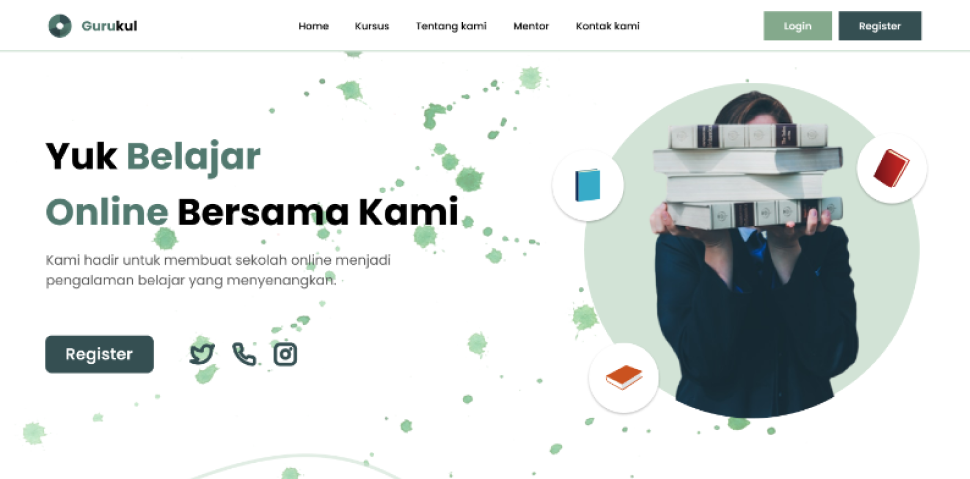 Gurukul
Home
Kursus
Tentang kami
Mentor
Kontak kami
Login
Register
Yuk Belajar
Online Bersama Kami
Kami hadir untuk membuat sekolah online menjadi
pengalaman belajar yang menyenangkan.
Register